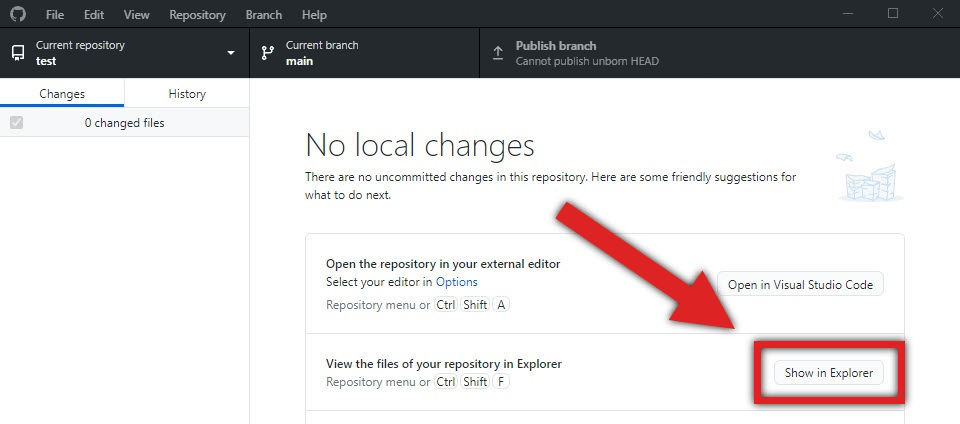 File Edit View Repository Branch Help
Current repository
test
Current branch
main
Publish branch
Cannot publish unborn HEAD
Changes
History
0 changed files
No local changes
There are no uncommitted changes in this repository. Here are some friendly suggestions for
what to do next.
Open the repository in your external editor
Select your editor in Options
Repository menu or Ctrl Shift A
Open in Visual Studio Code
View the files of your repository in Explorer
Repository menu or Ctrl Shift F
Show in Explorer